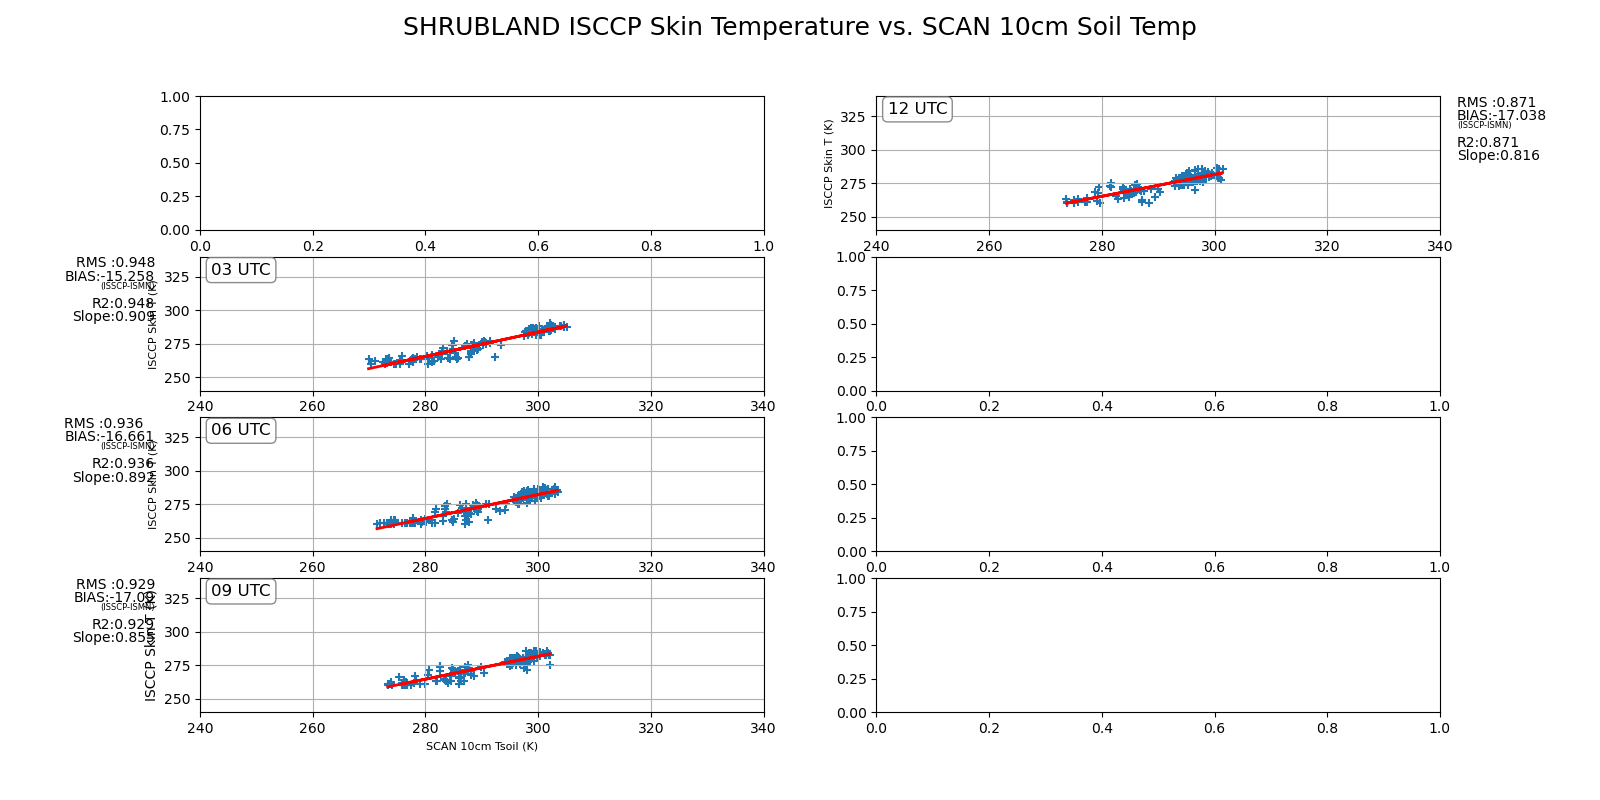 SHRUBLAND ISCCP Skin Temperature vs. SCAN 10cm Soil Temp
1.00
0.75
0.50
0.25
0.00
0.0 0.2 0.4 0.6 0.8 1.0
12 UTC
ISCCP Skin T (K)
325
300
275
250
240 260 280 300 320 340
RMS :0.871
BIAS:-17.038
(ISSCP-ISMN)
R2:0.871
Slope:0.816
RMS :0.948
BIAS:-15.258
(ISSCP-ISMN)
R2:0.948
Slope:0.909
ISCCP Skin T (K)
03 UTC
325
300
275
250
240 260 280 300 320 340
1.00
0.75
0.50
0.25
0.00
0.0 0.2 0.4 0.6 0.8 1.0
RMS :0.936
BIAS:-16.661
(ISSCP-ISMN)
R2:0.936
Slope:0.892
ISCCP Skin T (K)
06 UTC
325
300
275
250
240 260 280 300 320 340
1.00
0.75
0.50
0.25
0.00
0.0 0.2 0.4 0.6 0.8 1.0
RMS :0.929
(ISSCP-ISMN)
R2:0.929
Slope:0.855
ISCCP Skin T (K)
09 UTC
325
300
275
250
240 260 280 300 320 340
SCAN 10cm Tsoil (K)
1.00
0.75
0.50
0.25
0.00
0.0 0.2 0.4 0.6 0.8 1.0